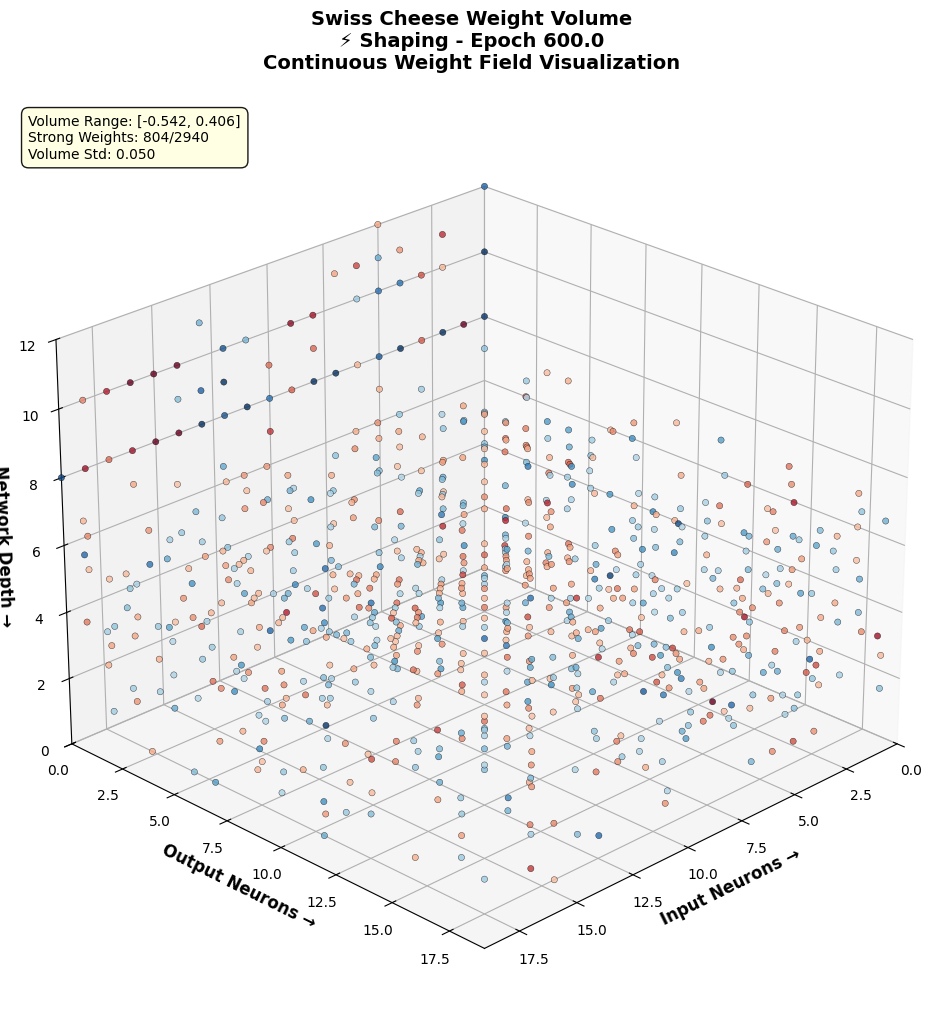 Swiss Cheese Weight Volume
⚡ Shaping - Epoch 600.0
Continuous Weight Field Visualization
Volume Range: [-0.542, 0.406]
Strong Weights: 804/2940
Volume Std: 0.050
12
10
8
6
4
2
0
Network Depth →
0.0
2.5
5.0
7.5
10.0
12.5
15.0
17.5
Output Neurons →
0.0
2.5
5.0
7.5
10.0
12.5
15.0
17.5
Input Neurons →